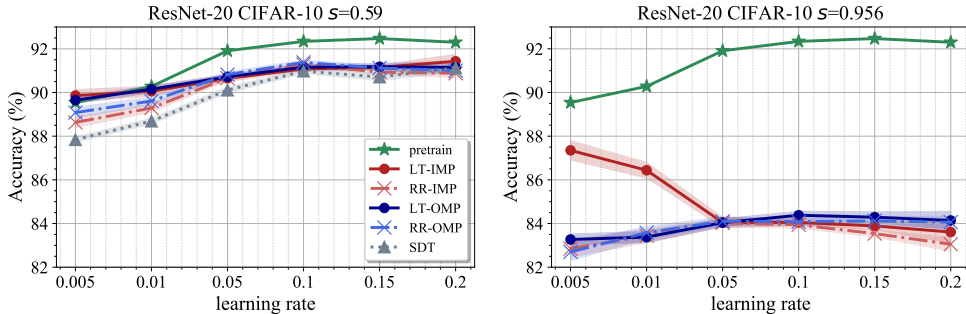 ResNet-20 CIFAR-10 s=0.59
92
90
88
86
84
82
Accuracy (%)
pretrain
LT-IMP
RR-IMP
LT-OMP
RR-OMP
SDT
0.005 0.01 0.05 0.1 0.15 0.2
learning rate
ResNet-20 CIFAR-10 s=0.956
92
90
88
86
84
82
Accuracy (%)
0.005 0.01 0.05 0.1 0.15 0.2
learning rate